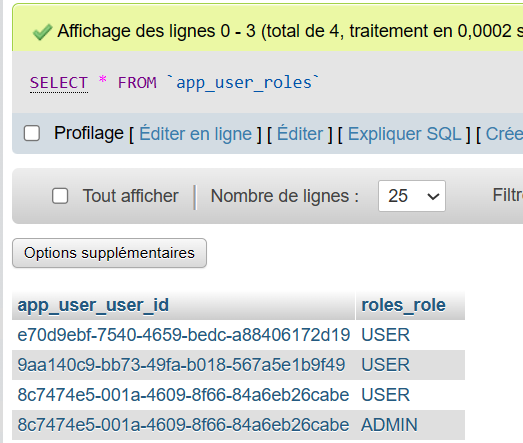 Affichage des lignes 0 - 3 (total de 4, traitement en 0,0002 s
SELECT * FROM `app_user_roles`
Profilage [ Éditer en ligne ] [ Éditer ] [ Expliquer SQL ] [ Crée
Tout afficher | Nombre de lignes : 25 Filtr
Options supplémentaires
app_user_user_id roles_role
e70d9ebf-7540-4659-bedc-a88406172d19 USER
9aa140c9-bb73-49fa-b018-567a5e1b9f49 USER
8c7474e5-001a-4609-8f66-84a6eb26cabe USER
8c7474e5-001a-4609-8f66-84a6eb26cabe ADMIN